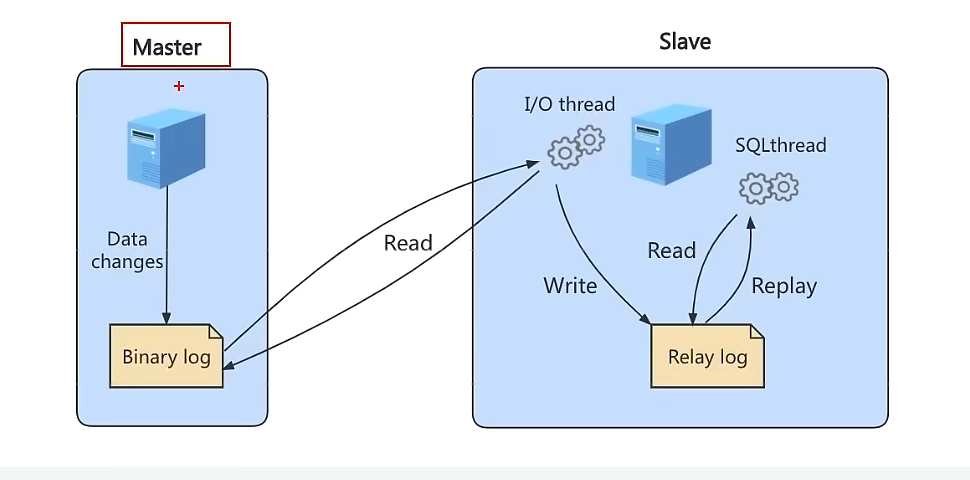 Master
Slave
I/O thread
SQLthread
Data
changes
Read
Read
Write
Replay
Binary log
Relay log